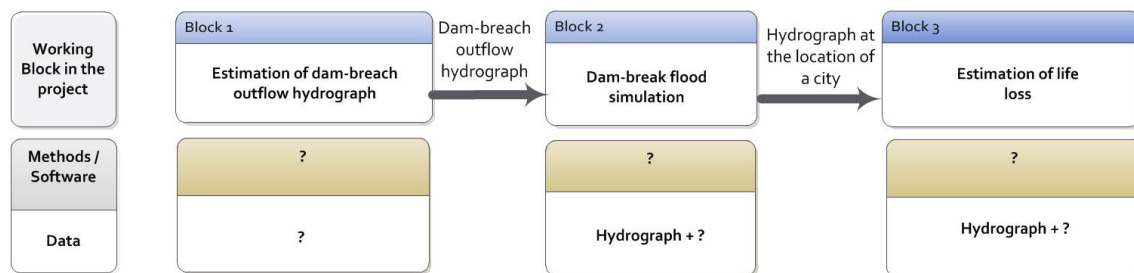 Working
Block in the
project
Block 1
Estimation of dam-breach
outflow hydrograph
Dam-breach
outflow
hydrograph
Block 2
Dam-break flood
simulation
Hydrograph at
the location of
a city
Block 3
Estimation of life
loss
Methods /
Software
?
?
?
Data
?
Hydrograph + ?
Hydrograph + ?